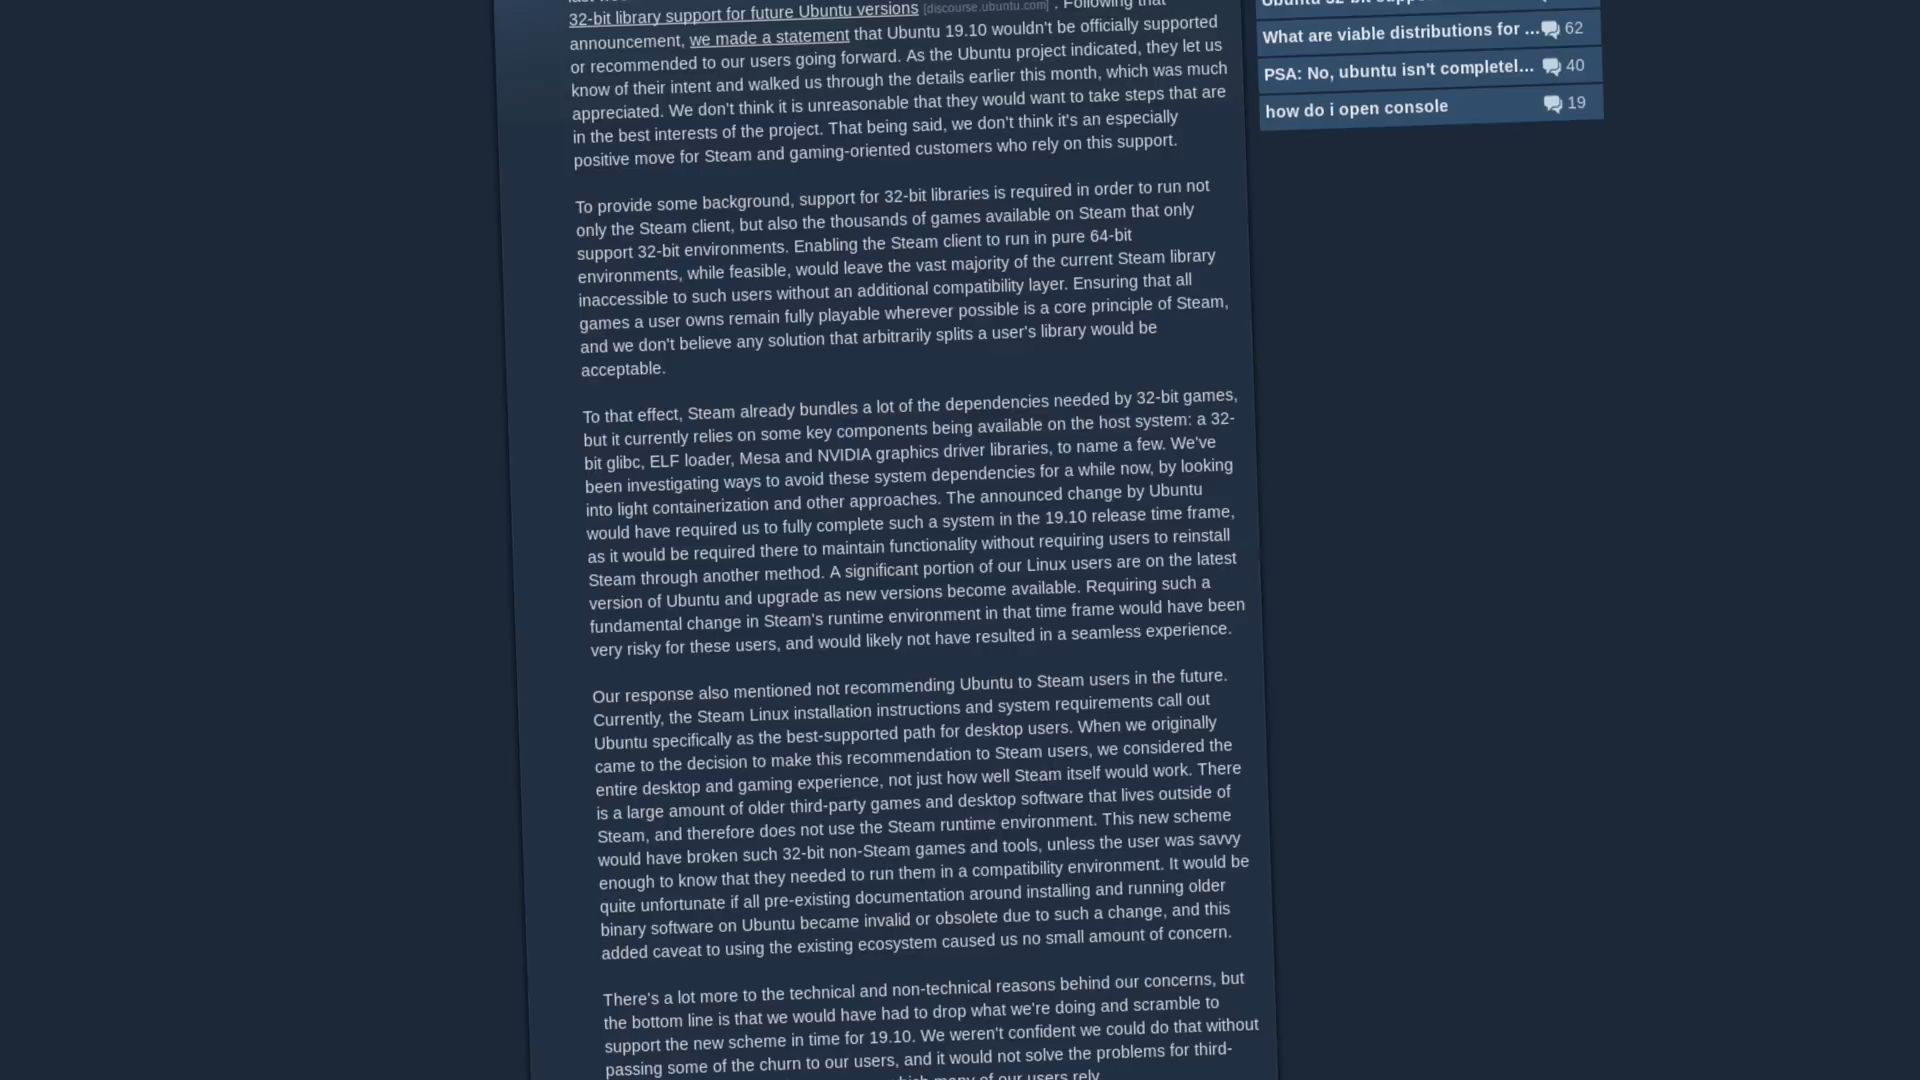 32-bit library support for future Ubuntu versions [discourse.ubuntu.com] . Following that
announcement, we made a statement that Ubuntu 19.10 wouldn't be officially supported
or recommended to our users going forward. As the Ubuntu project indicated, they let us
know of their intent and walked us through the details earlier this month, which was much
appreciated. We don't think it is unreasonable that they would want to take steps that are
in the best interests of the project. That being said, we don't think it's an especially
positive move for Steam and gaming-oriented customers who rely on this support.
To provide some background, support for 32-bit libraries is required in order to run not
only the Steam client, but also the thousands of games available on Steam that only
support 32-bit environments. Enabling the Steam client to run in pure 64-bit
environments, while feasible, would leave the vast majority of the current Steam library
inaccessible to such users without an additional compatibility layer. Ensuring that all
games a user owns remain fully playable wherever possible is a core principle of Steam,
and we don't believe any solution that arbitrarily splits a user's library would be
acceptable.
To that effect, Steam already bundles a lot of the dependencies needed by 32-bit games,
but it currently relies on some key components being available on the host system: a 32-
bit glibc, ELF loader, Mesa and NVIDIA graphics driver libraries, to name a few. We've
been investigating ways to avoid these system dependencies for a while now, by looking
into light containerization and other approaches. The announced change by Ubuntu
would have required us to fully complete such a system in the 19.10 release time frame,
as it would be required there to maintain functionality without requiring users to reinstall
Steam through another method. A significant portion of our Linux users are on the latest
version of Ubuntu and upgrade as new versions become available. Requiring such a
fundamental change in Steam's runtime environment in that time frame would have been
very risky for these users, and would likely not have resulted in a seamless experience.
Our response also mentioned not recommending Ubuntu to Steam users in the future.
Currently, the Steam Linux installation instructions and system requirements call out
Ubuntu specifically as the best-supported path for desktop users. When we originally
came to the decision to make this recommendation to Steam users, we considered the
entire desktop and gaming experience, not just how well Steam itself would work. There
is a large amount of older third-party games and desktop software that lives outside of
Steam, and therefore does not use the Steam runtime environment. This new scheme
would have broken such 32-bit non-Steam games and tools, unless the user was savvy
enough to know that they needed to run them in a compatibility environment. It would be
quite unfortunate if all pre-existing documentation around installing and running older
binary software on Ubuntu became invalid or obsolete due to such a change, and this
added caveat to using the existing ecosystem caused us no small amount of concern.
There's a lot more to the technical and non-technical reasons behind our concerns, but
the bottom line is that we would have had to drop what we're doing and scramble to
support the new scheme in time for 19.10. We weren't confident we could do that without
passing some of the churn to our users, and it would not solve the problems for third-
many of our users rely.
What are viable distributions for ... 62
PSA: No, ubuntu isn't completel... 40
how do i open console 19